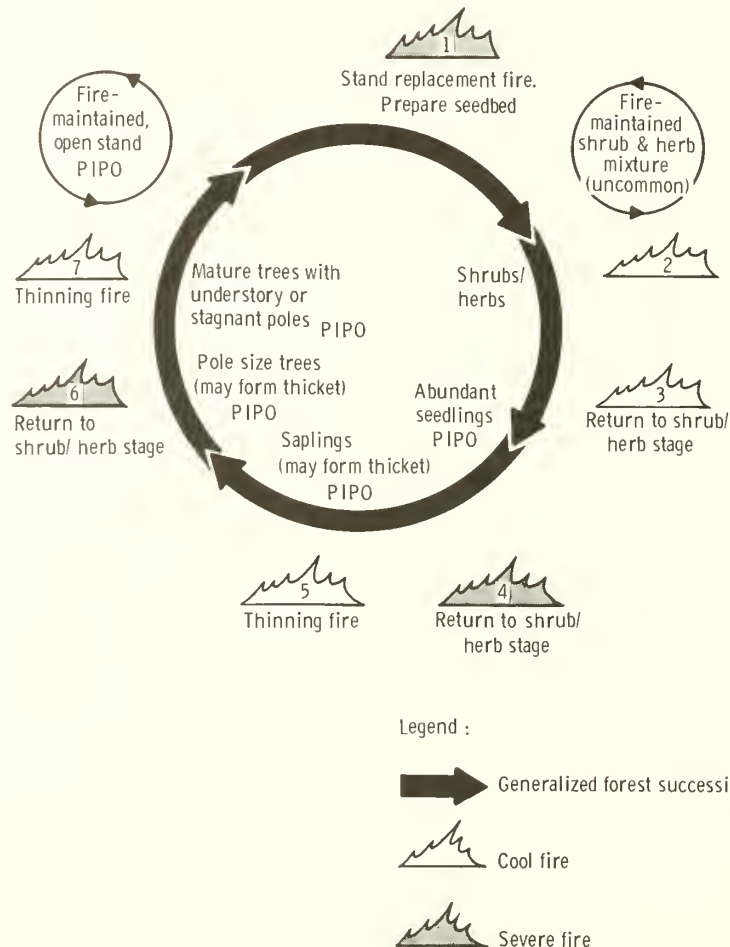 1
Stand replacement fire.
Prepare seedbed
Fire-
maintained,
open stand
PIPO
Fire-
maintained
shrub & herb
mixture
(uncommon)
7
Thinning fire
2
Mature trees with
understory or
stagnant poles PIPO
Shrubs/
herbs
6
Return to
shrub/ herb stage
Pole size trees
(may form thicket)
PIPO
Abundant
seedlings
PIPO
3
Return to shrub/
herb stage
Saplings
(may form thicket)
PIPO
5
Thinning fire
4
Return to shrub/
herb stage
Legend :
Generalized forest successi
Cool fire
Severe fire